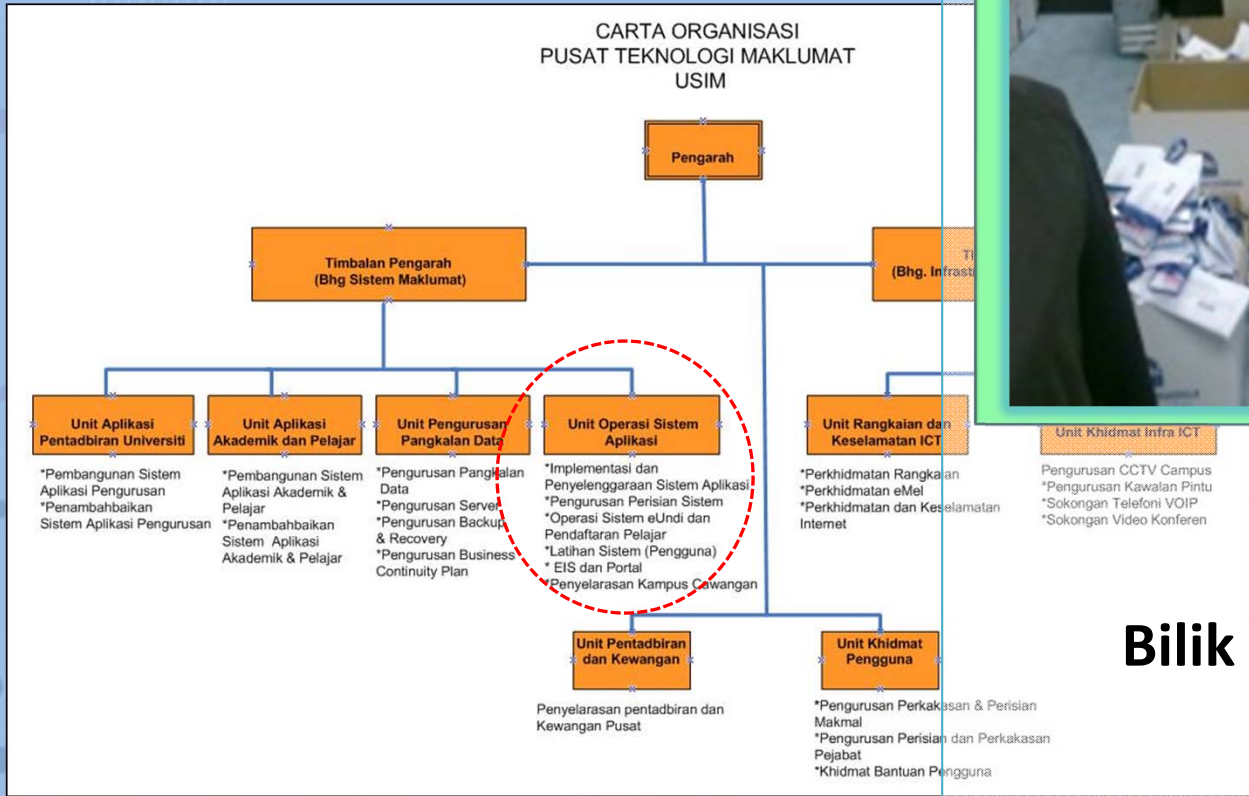 CARTA ORGANISASI
PUSAT TEKNOLOGI MAKLUMAT
USIM
Pengarah
Timbalan Pengarah
(Bhg Sistem Maklumat)
(Bhg.
Unit Aplikasi
Pentadbiran Universiti
*Pembangunan Sistem
Aplikasi Pengurusan
*Penambahbaikan
Sistem Aplikasi Pengurusan
Unit Aplikasi
Akademik dan Pelajar
*Pembangunan Sistem
Aplikasi Akademik &
Pelajar
*Penambahbaikan
Sistem Aplikasi
Akademik & Pelajar
Unit Pengurusan
Pangkalan Data
*Pengurusan Pangkalan
Data
*Pengurusan Server
*Pengurusan Backup
& Recovery
*Pengurusan Business
Continuity Plan
Unit Operasi Sistem
Aplikasi
*Implementasi dan
Penyelenggaraan Sistem Aplikasi
*Pengurusan Perisian Sistem
*Operasi Sistem eUndi dan
Pendaftaran Pelajar
*Latihan Sistem (Pengguna)
* EIS dan Portal
*Penyelarasan Kampus Cawangan
Unit Rangkaian dan
Keselamatan ICT
*Perkhidmatan Rangkaian
*Perkhidmatan eMel
*Perkhidmatan dan Keselamatan
Internet
Unit Khidmat Infra ICT
Pengurusan CCTV Campus
*Pengurusan Kawalan Pintu
*Sokongan Telefoni VOIP
*Sokongan Video Konferen
Unit Pentadbiran
dan Kewangan
Penyelarasan pentadbiran dan
Kewangan Pusat
Unit Khidmat
Pengguna
*Pengurusan Perkakasan & Perisian
Makmal
*Pengurusan Perisian dan Perkakasan
Pejabat
*Khidmat Bantuan Pengguna
Bilik